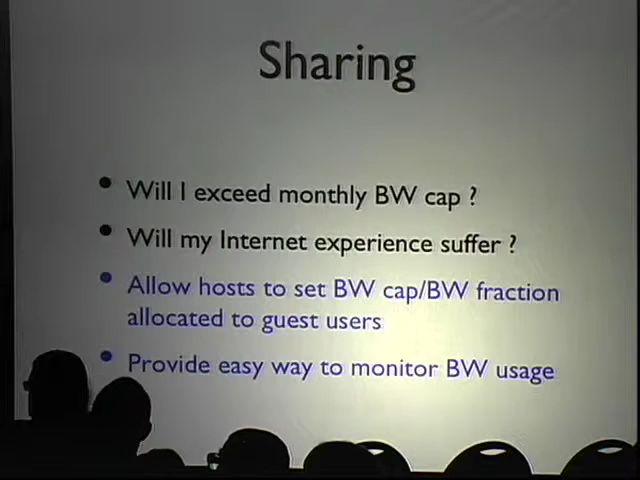 Sharing
Will I exceed monthly BW cap ?
Will my Internet experience suffer ?
Allow hosts to set BW cap/BW fraction
allocated to guest users
Provide easy way to monitor BW usage